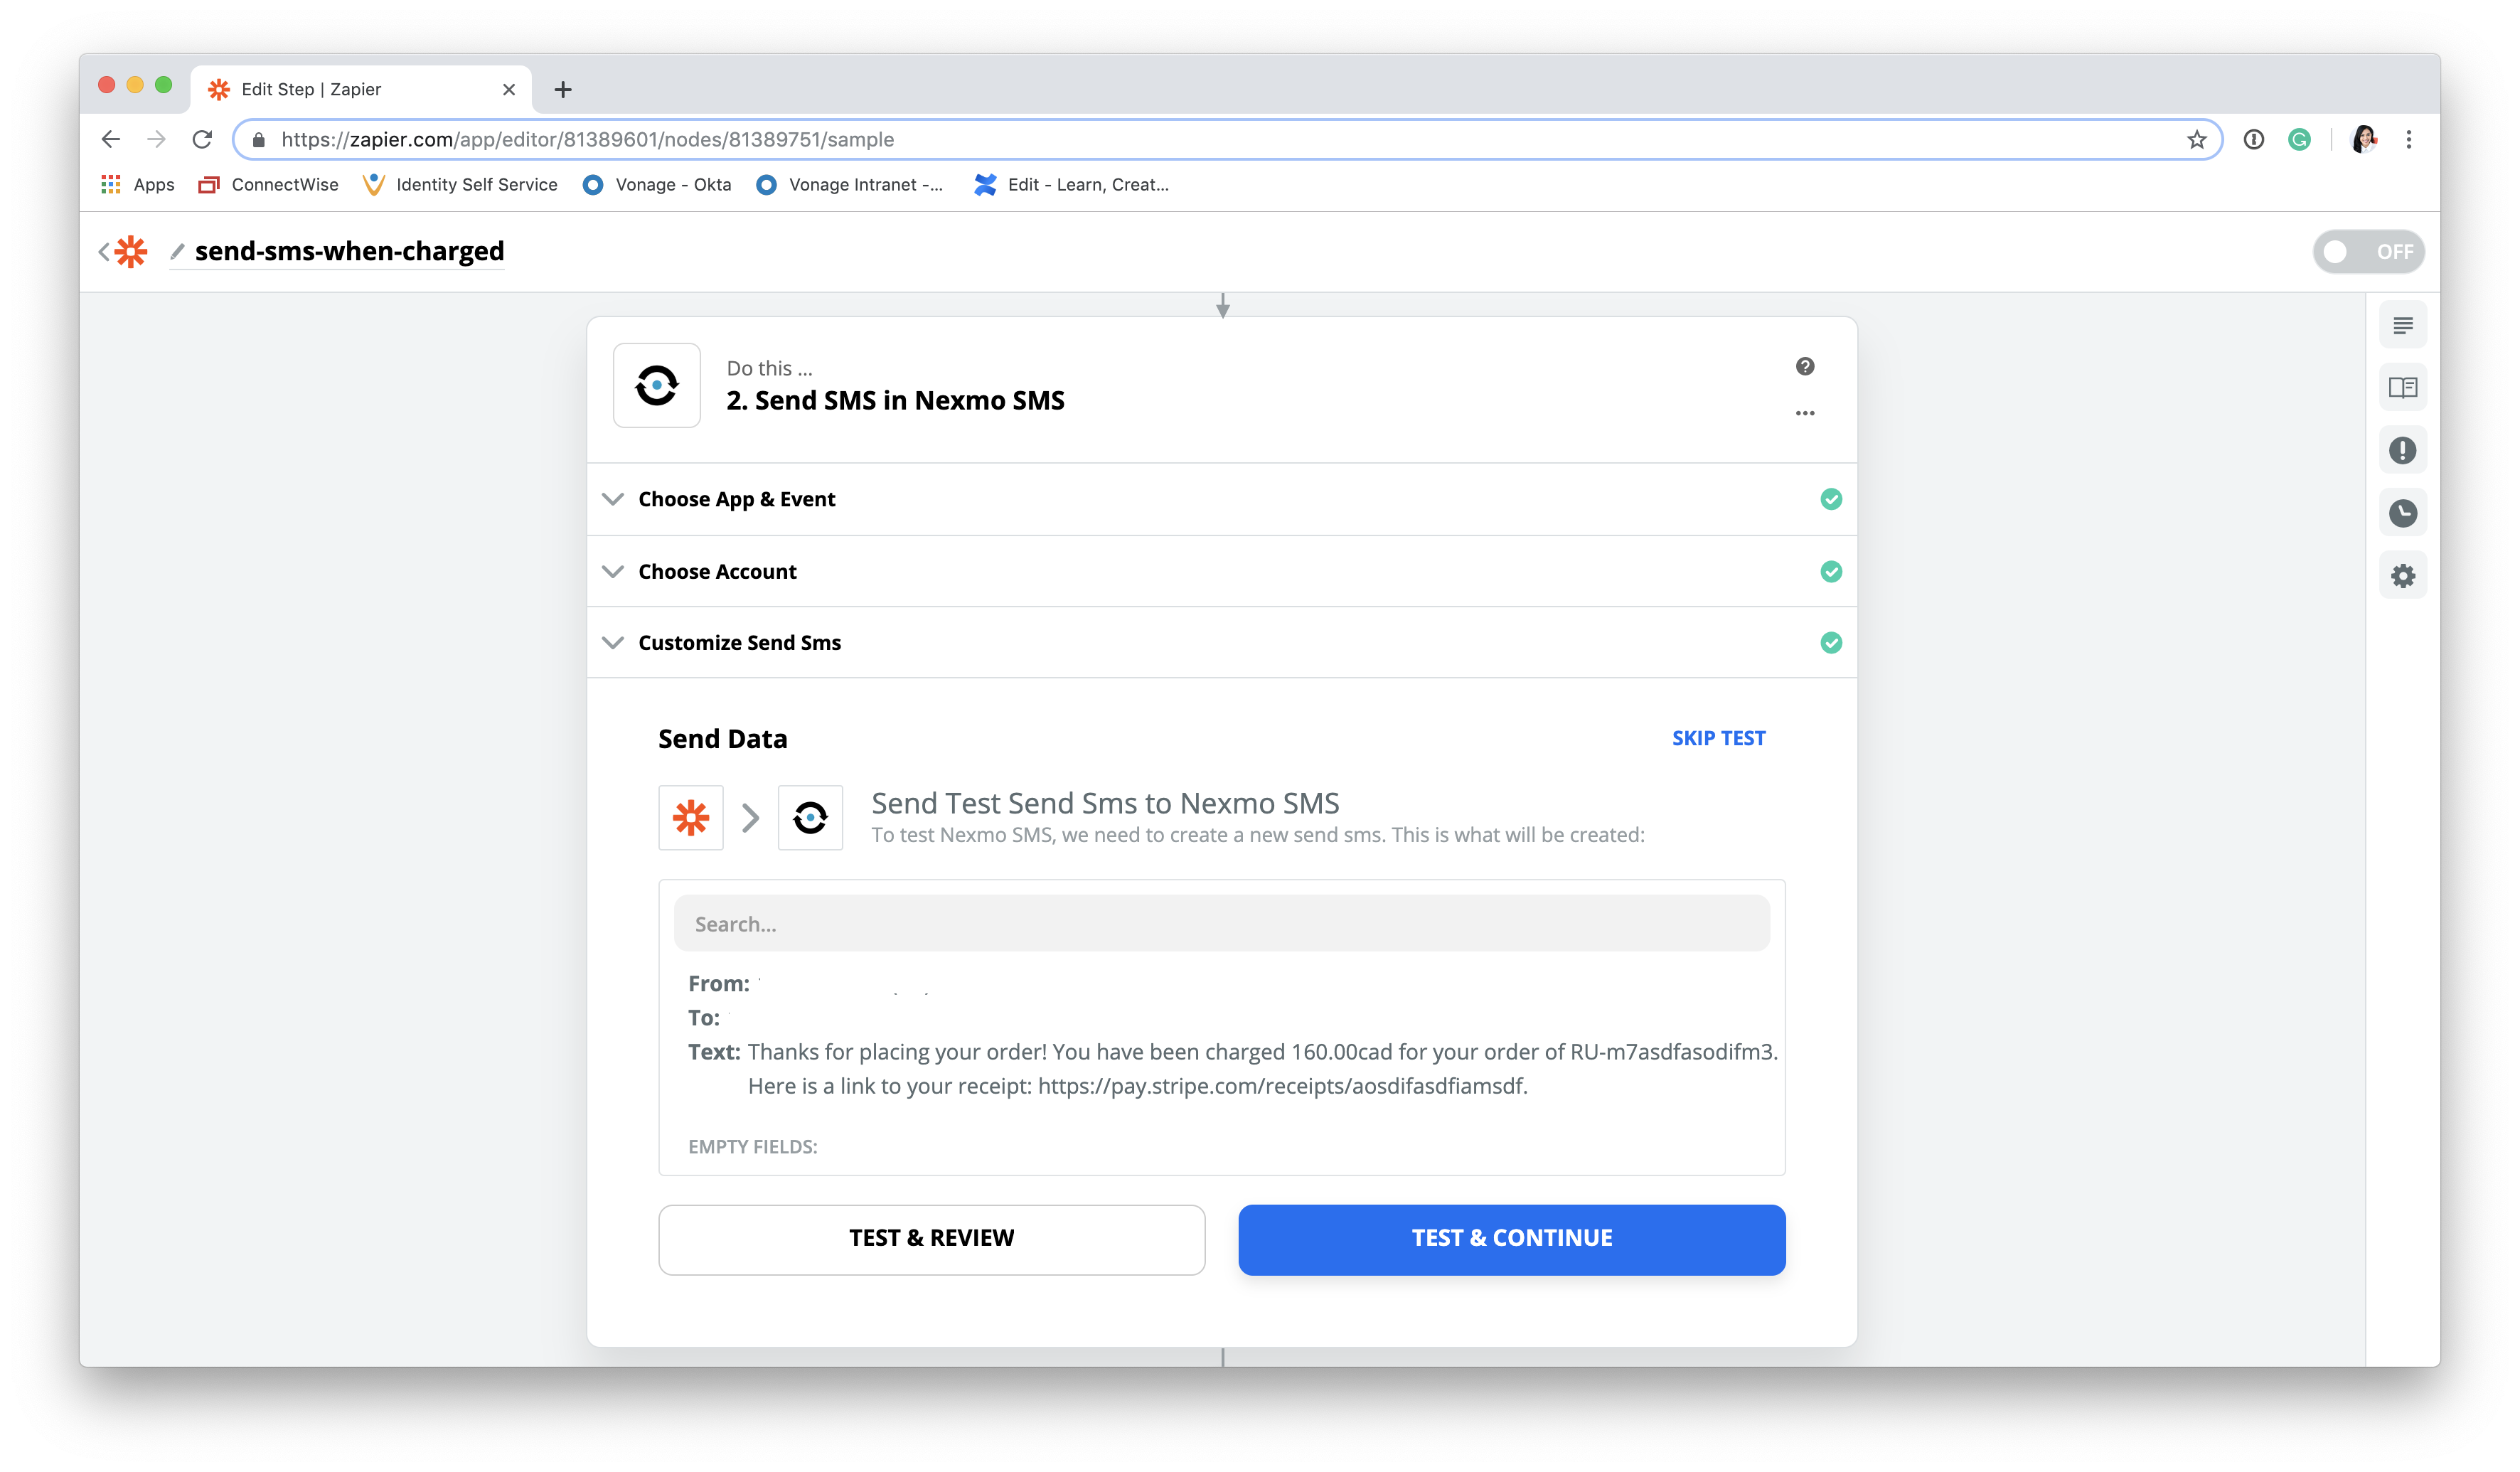 Edit Step | Zapier
https://zapier.com/app/editor/81389601/nodes/81389751/sample
Apps
ConnectWise
Identity Self Service
Vonage - Okta
Vonage Intranet -...
Edit - Learn, Creat...
send-sms-when-charged
OFF
Do this ...
2. Send SMS in Nexmo SMS
Choose App & Event
Choose Account
Customize Send Sms
Send Data
SKIP TEST
Send Test Send Sms to Nexmo SMS
To test Nexmo SMS, we need to create a new send sms. This is what will be created:
Search...
From:
To:
Text: Thanks for placing your order! You have been charged 160.00cad for your order of RU-m7asdfasodifm3.
Here is a link to your receipt: https://pay.stripe.com/receipts/aosdifasdfiamsdf.
EMPTY FIELDS:
TEST & REVIEW
TEST & CONTINUE